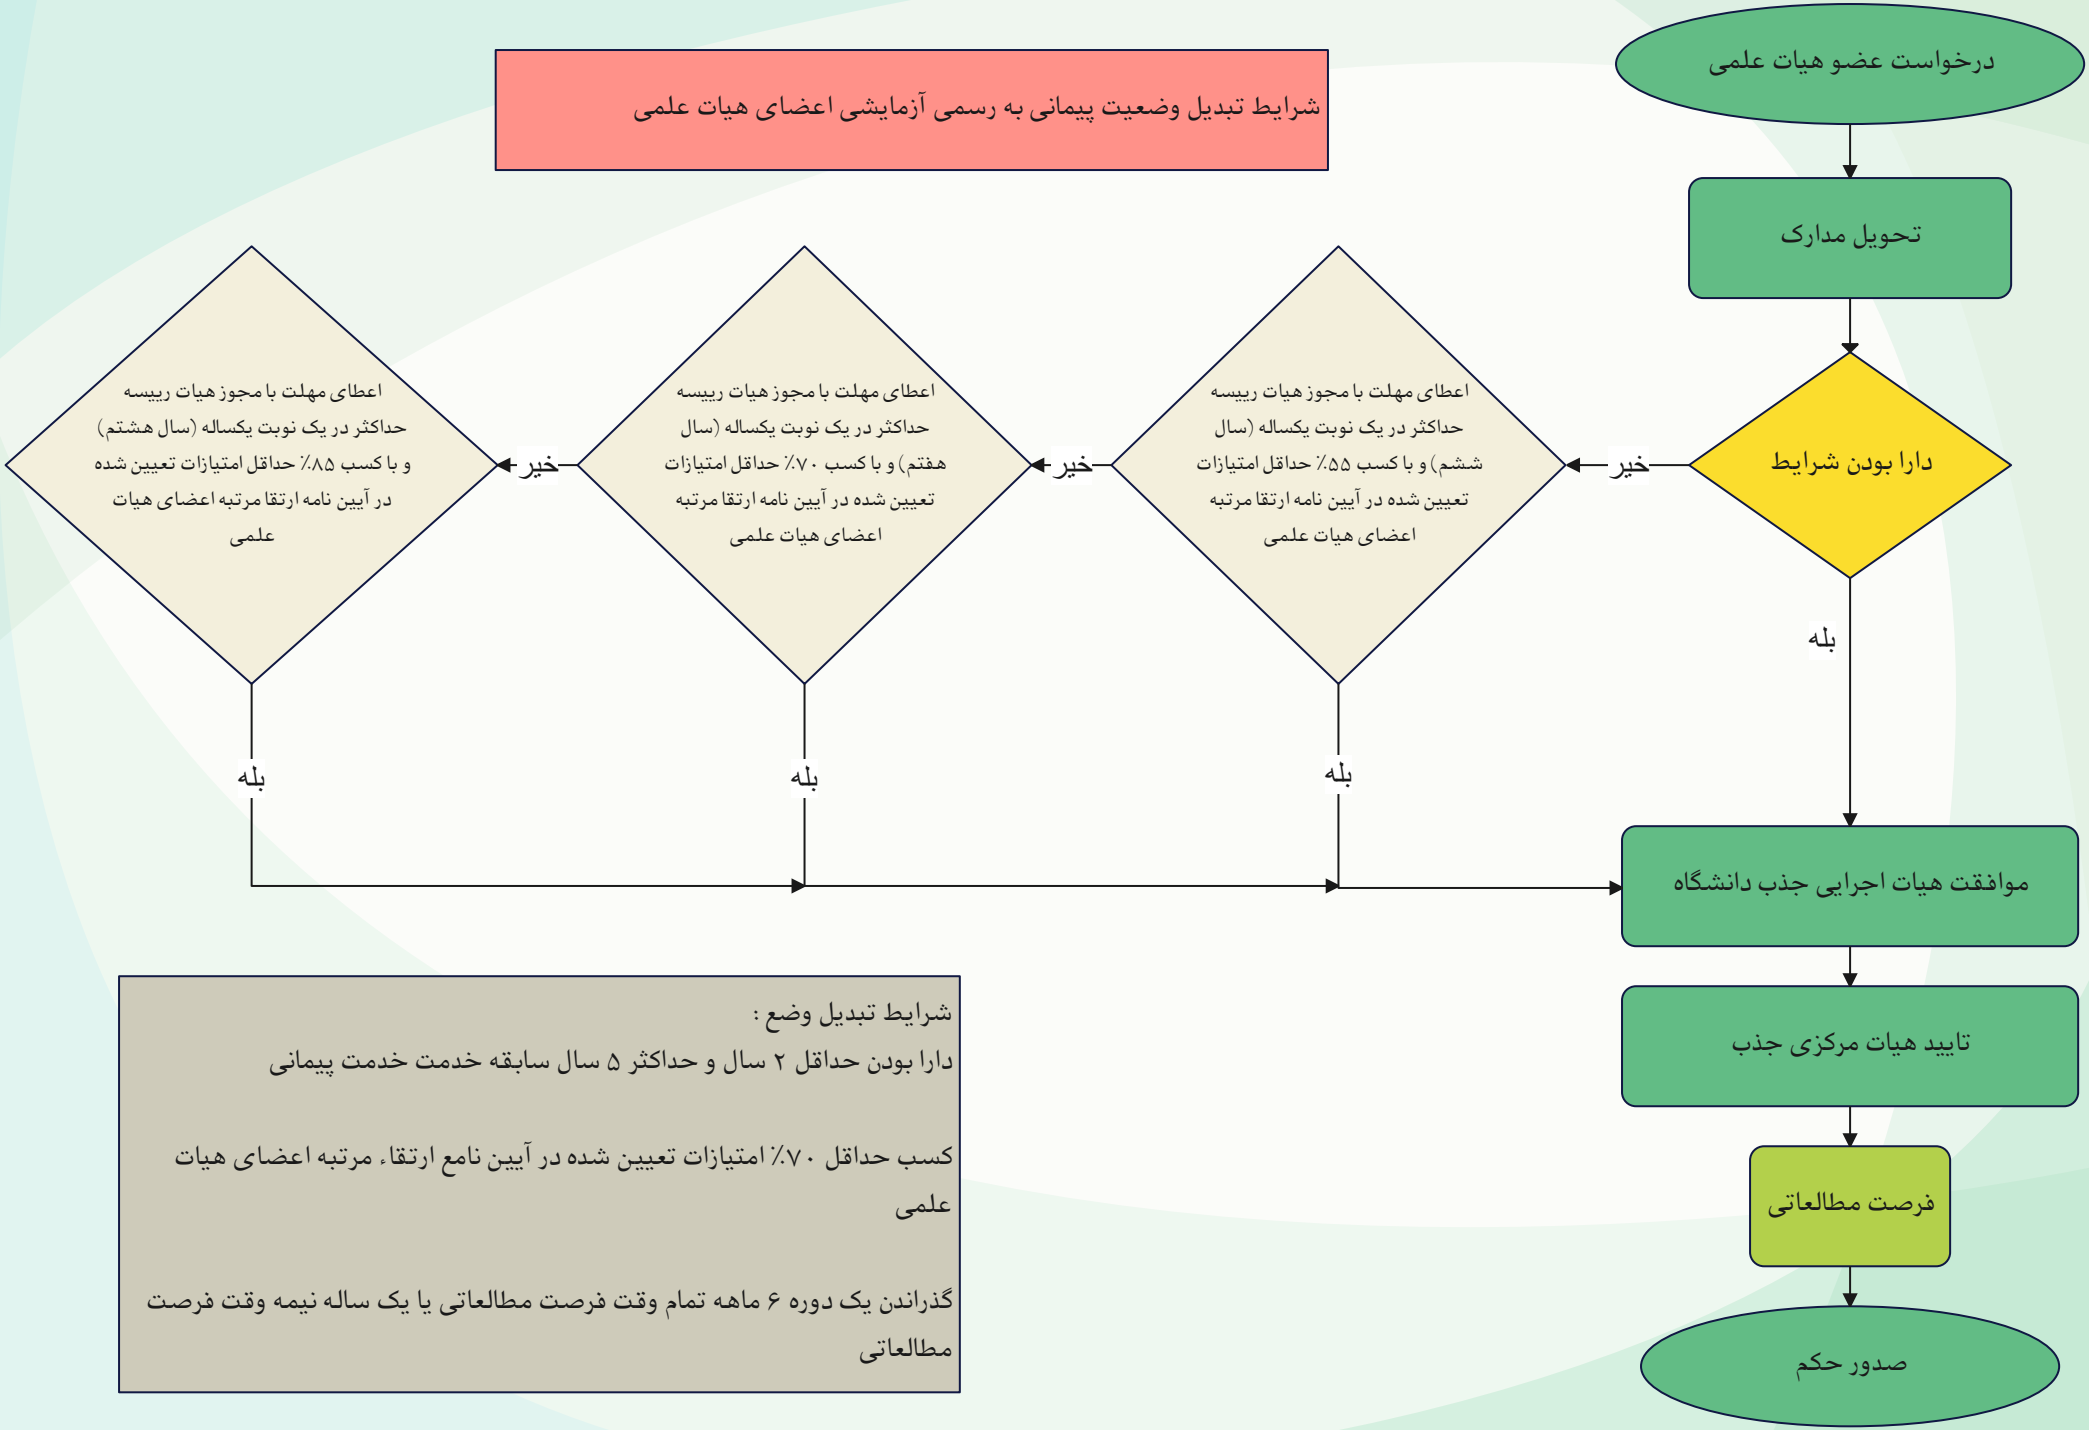 درخواست عضو هیات علمی
شرایط تبدیل وضعیت پیمانی به رسمی آزمایشی اعضای هیات علمی
تحویل مدارک
دارا بودن شرایط
خیر
اعطای مهلت با مجوز هیات رییسه
حداکثر در یک نوبت یکساله (سال
ششم) و با کسب ۵۵٪ حداقل امتیازات
تعیین شده در آیین نامه ارتقا مرتبه
اعضای هیات علمی
خیر
اعطای مهلت با مجوز هیات رییسه
حداکثر در یک نوبت یکساله (سال
هفتم) و با کسب ۷۰٪ حداقل امتیازات
تعیین شده در آیین نامه ارتقا مرتبه
اعضای هیات علمی
خیر
اعطای مهلت با مجوز هیات رییسه
حداکثر در یک نوبت یکساله (سال هشتم)
و با کسب ۸۵٪ حداقل امتیازات تعیین شده
در آیین نامه ارتقا مرتبه اعضای هیات
علمی
بله
بله
بله
بله
موافقت هیات اجرایی جذب دانشگاه
تایید هیات مرکزی جذب
فرصت مطالعاتی
صدور حکم
شرایط تبدیل وضع :
دارا بودن حداقل ۲ سال و حداکثر ۵ سال سابقه خدمت خدمت پیمانی
کسب حداقل ۷۰٪ امتیازات تعیین شده در آیین نامع ارتقاء مرتبه اعضای هیات
علمی
گذراندن یک دوره ۶ ماهه تمام وقت فرصت مطالعاتی یا یک ساله نیمه وقت فرصت
مطالعاتی